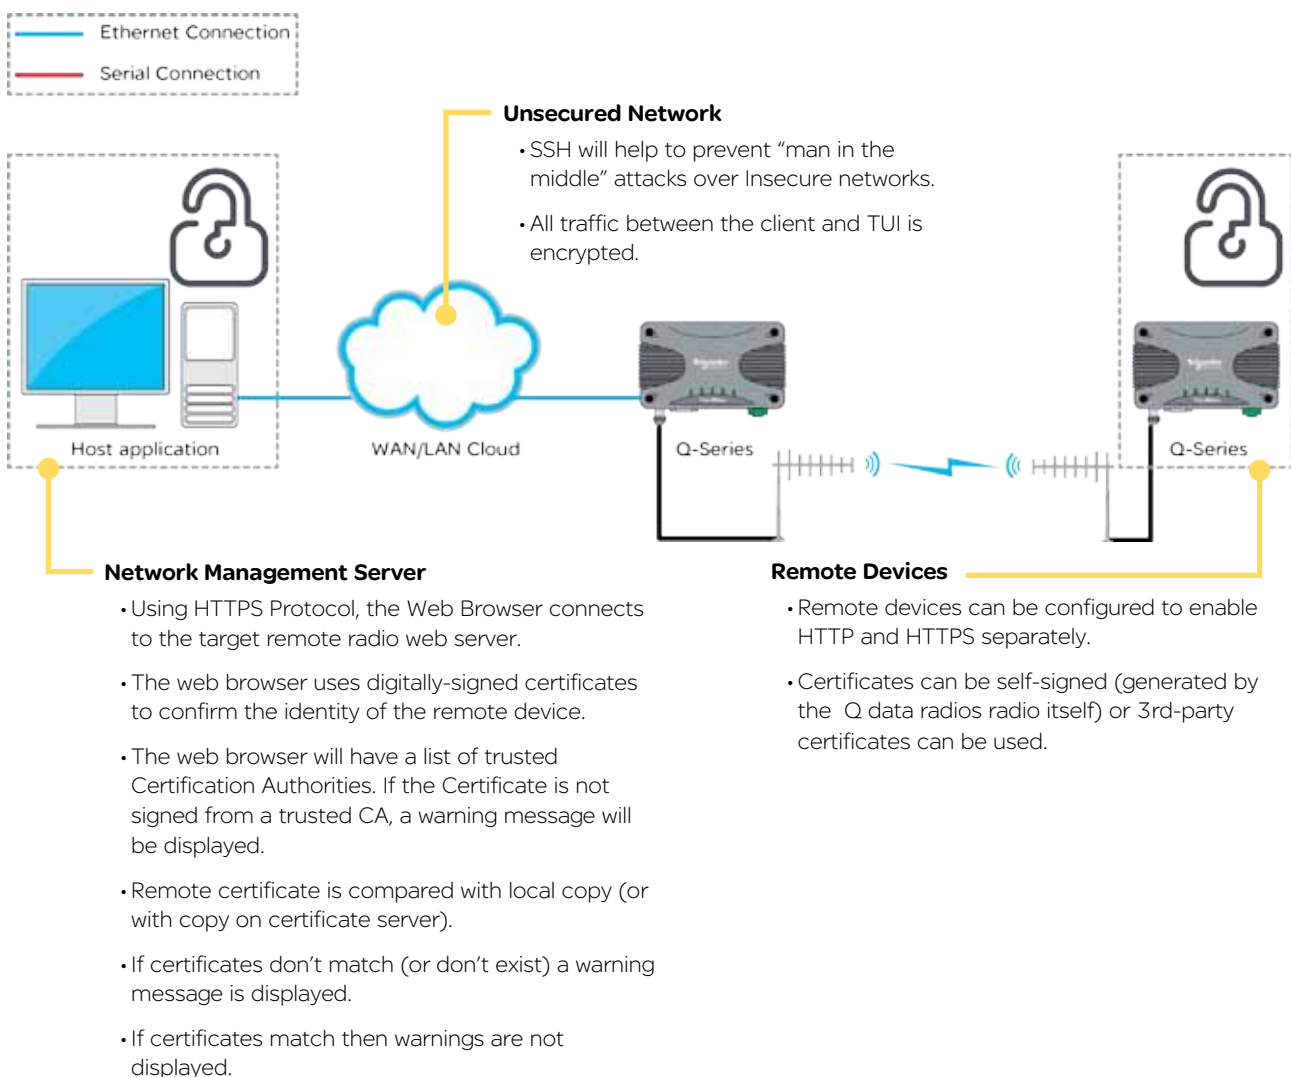 Ethernet Connection
Serial Connection
Unsecured Network
• SSH will help to prevent “man in the
middle” attacks over Insecure networks.
• All traffic between the client and TUI is
encrypted.
Host application
WAN/LAN Cloud
Q-Series
Q-Series
Network Management Server
• Using HTTPS Protocol, the Web Browser connects
to the target remote radio web server.
• The web browser uses digitally-signed certificates
to confirm the identity of the remote device.
• The web browser will have a list of trusted
Certification Authorities. If the Certificate is not
signed from a trusted CA, a warning message will
be displayed.
• Remote certificate is compared with local copy (or
with copy on certificate server).
• If certificates don’t match (or don’t exist) a warning
message is displayed.
• If certificates match then warnings are not
displayed.
Remote Devices
• Remote devices can be configured to enable
HTTP and HTTPS separately.
• Certificates can be self-signed (generated by
the Q data radios radio itself) or 3rd-party
certificates can be used.